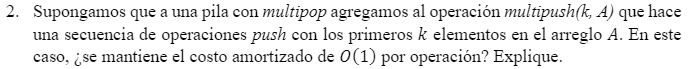 2. Supongamos que a una pila con multipop agregamos al operación multipush(k, A) que hace
una secuencia de operaciones push con los primeros k elementos en el arreglo A. En este
caso, ¿se mantiene el costo amortizado de O(1) por operación? Explique.